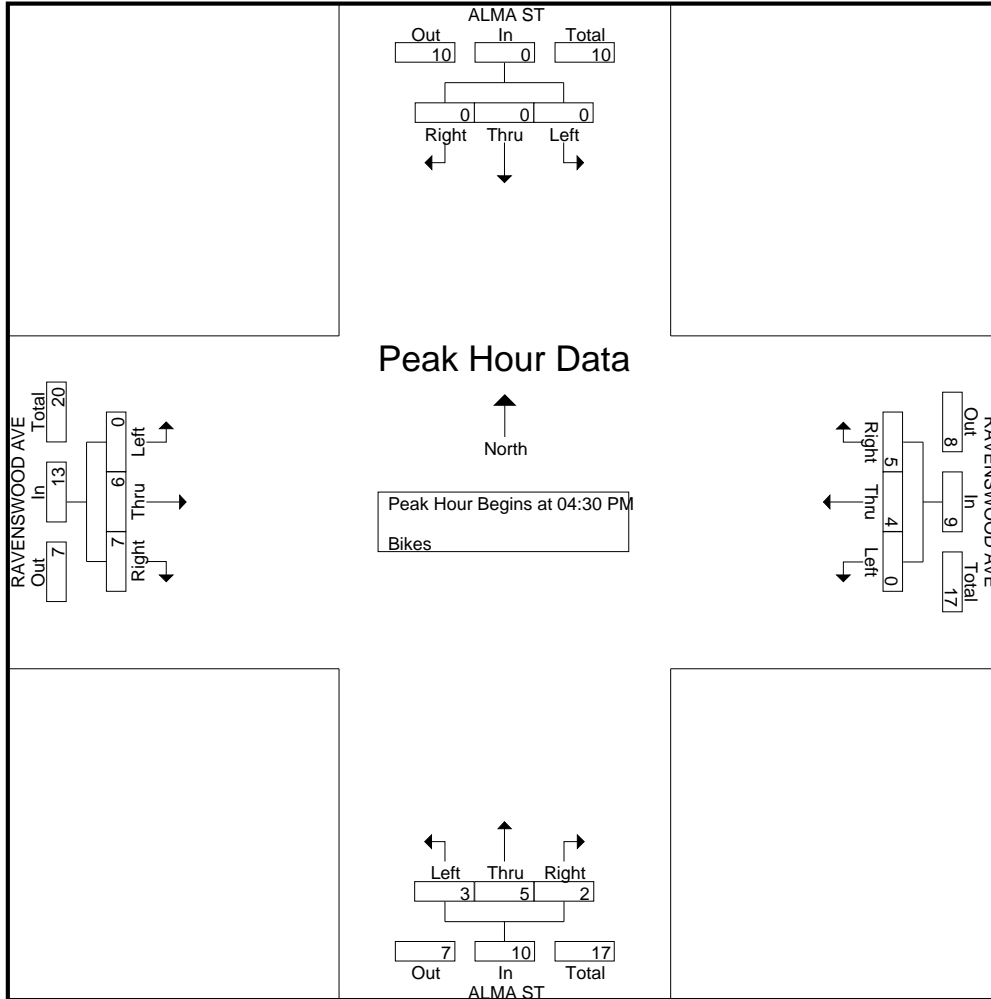 ALMA ST
Out In Total
10 0 10
0 0 0
Right Thru Left
Peak Hour Data
North
Peak Hour Begins at 04:30 PM
Bikes
RAVENSWOOD AVE
Out In Total
7 13 20
7 6 0
Right Thru Left
RAVENSWOOD AVE
Out In Total
8 9 17
5 4 0
Right Thru Left
Left Thru Right
3 5 2
7 10 17
Out In Total
ALMA ST